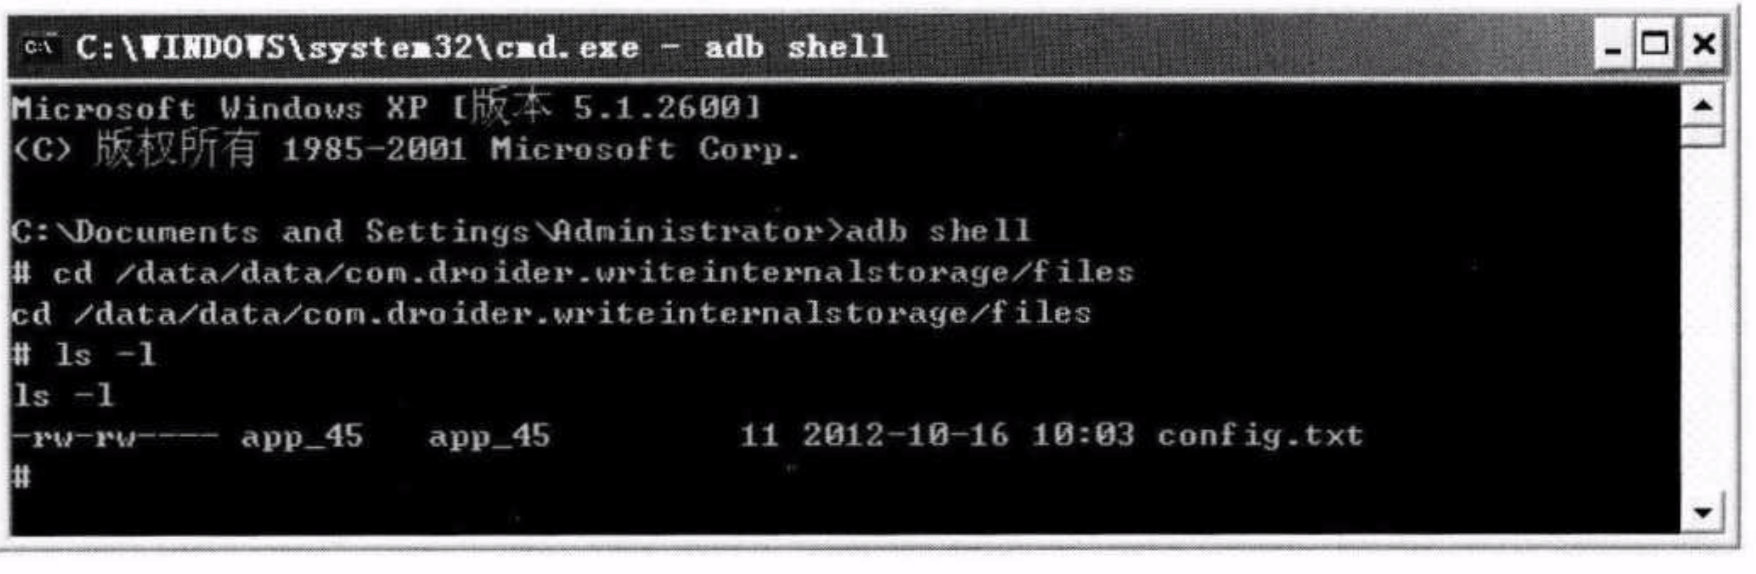 C:\WINDOWS\system32\cmd.exe - adb shell
Microsoft Windows XP [版本 5.1.2600]
(C) 版权所有 1985-2001 Microsoft Corp.
C:\Documents and Settings\Administrator>adb shell
# cd /data/data/com.droider.writeinternalstorage/files
cd /data/data/com.droider.writeinternalstorage/files
# ls -l
ls -l
-rw-rw---- app_45   app_45         11 2012-10-16 10:03 config.txt
#